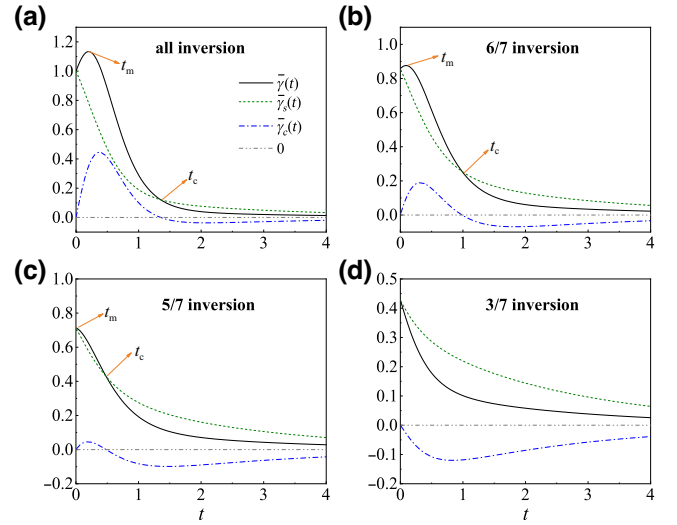 (a)
all inversion
1.2
1.0
0.8
0.6
0.4
0.2
0.0
t_m
t_c
γ̄(t)
γ̄_s(t)
γ̄_c(t)
0
0 1 2 3 4
(b)
6/7 inversion
1.0
0.8
0.6
0.4
0.2
0.0
t_m
t_c
0 1 2 3 4
(c)
5/7 inversion
1.0
0.8
0.6
0.4
0.2
0.0
−0.2
t_m
t_c
0 1 2 3 4
t
(d)
3/7 inversion
0.5
0.4
0.3
0.2
0.1
0.0
−0.1
−0.2
0 1 2 3 4
t